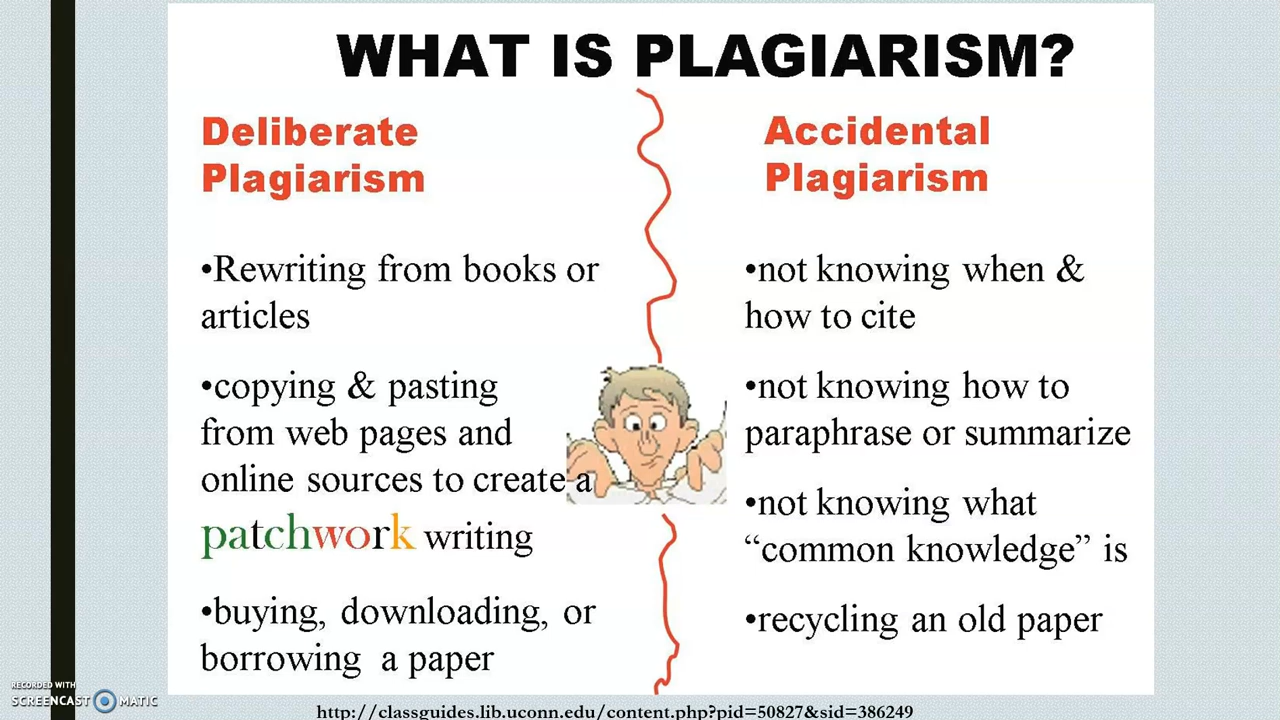 WHAT IS PLAGIARISM?
Deliberate
Plagiarism
•Rewriting from books or
articles
•copying & pasting
from web pages and
online sources to create a
patchwork writing
•buying, downloading, or
borrowing a paper
Accidental
Plagiarism
•not knowing when &
how to cite
•not knowing how to
paraphrase or summarize
•not knowing what
“common knowledge” is
•recycling an old paper
RECORDED WITH
SCREENCAST MATIC
http://classguides.lib.uconn.edu/content.php?pid=50827&sid=386249